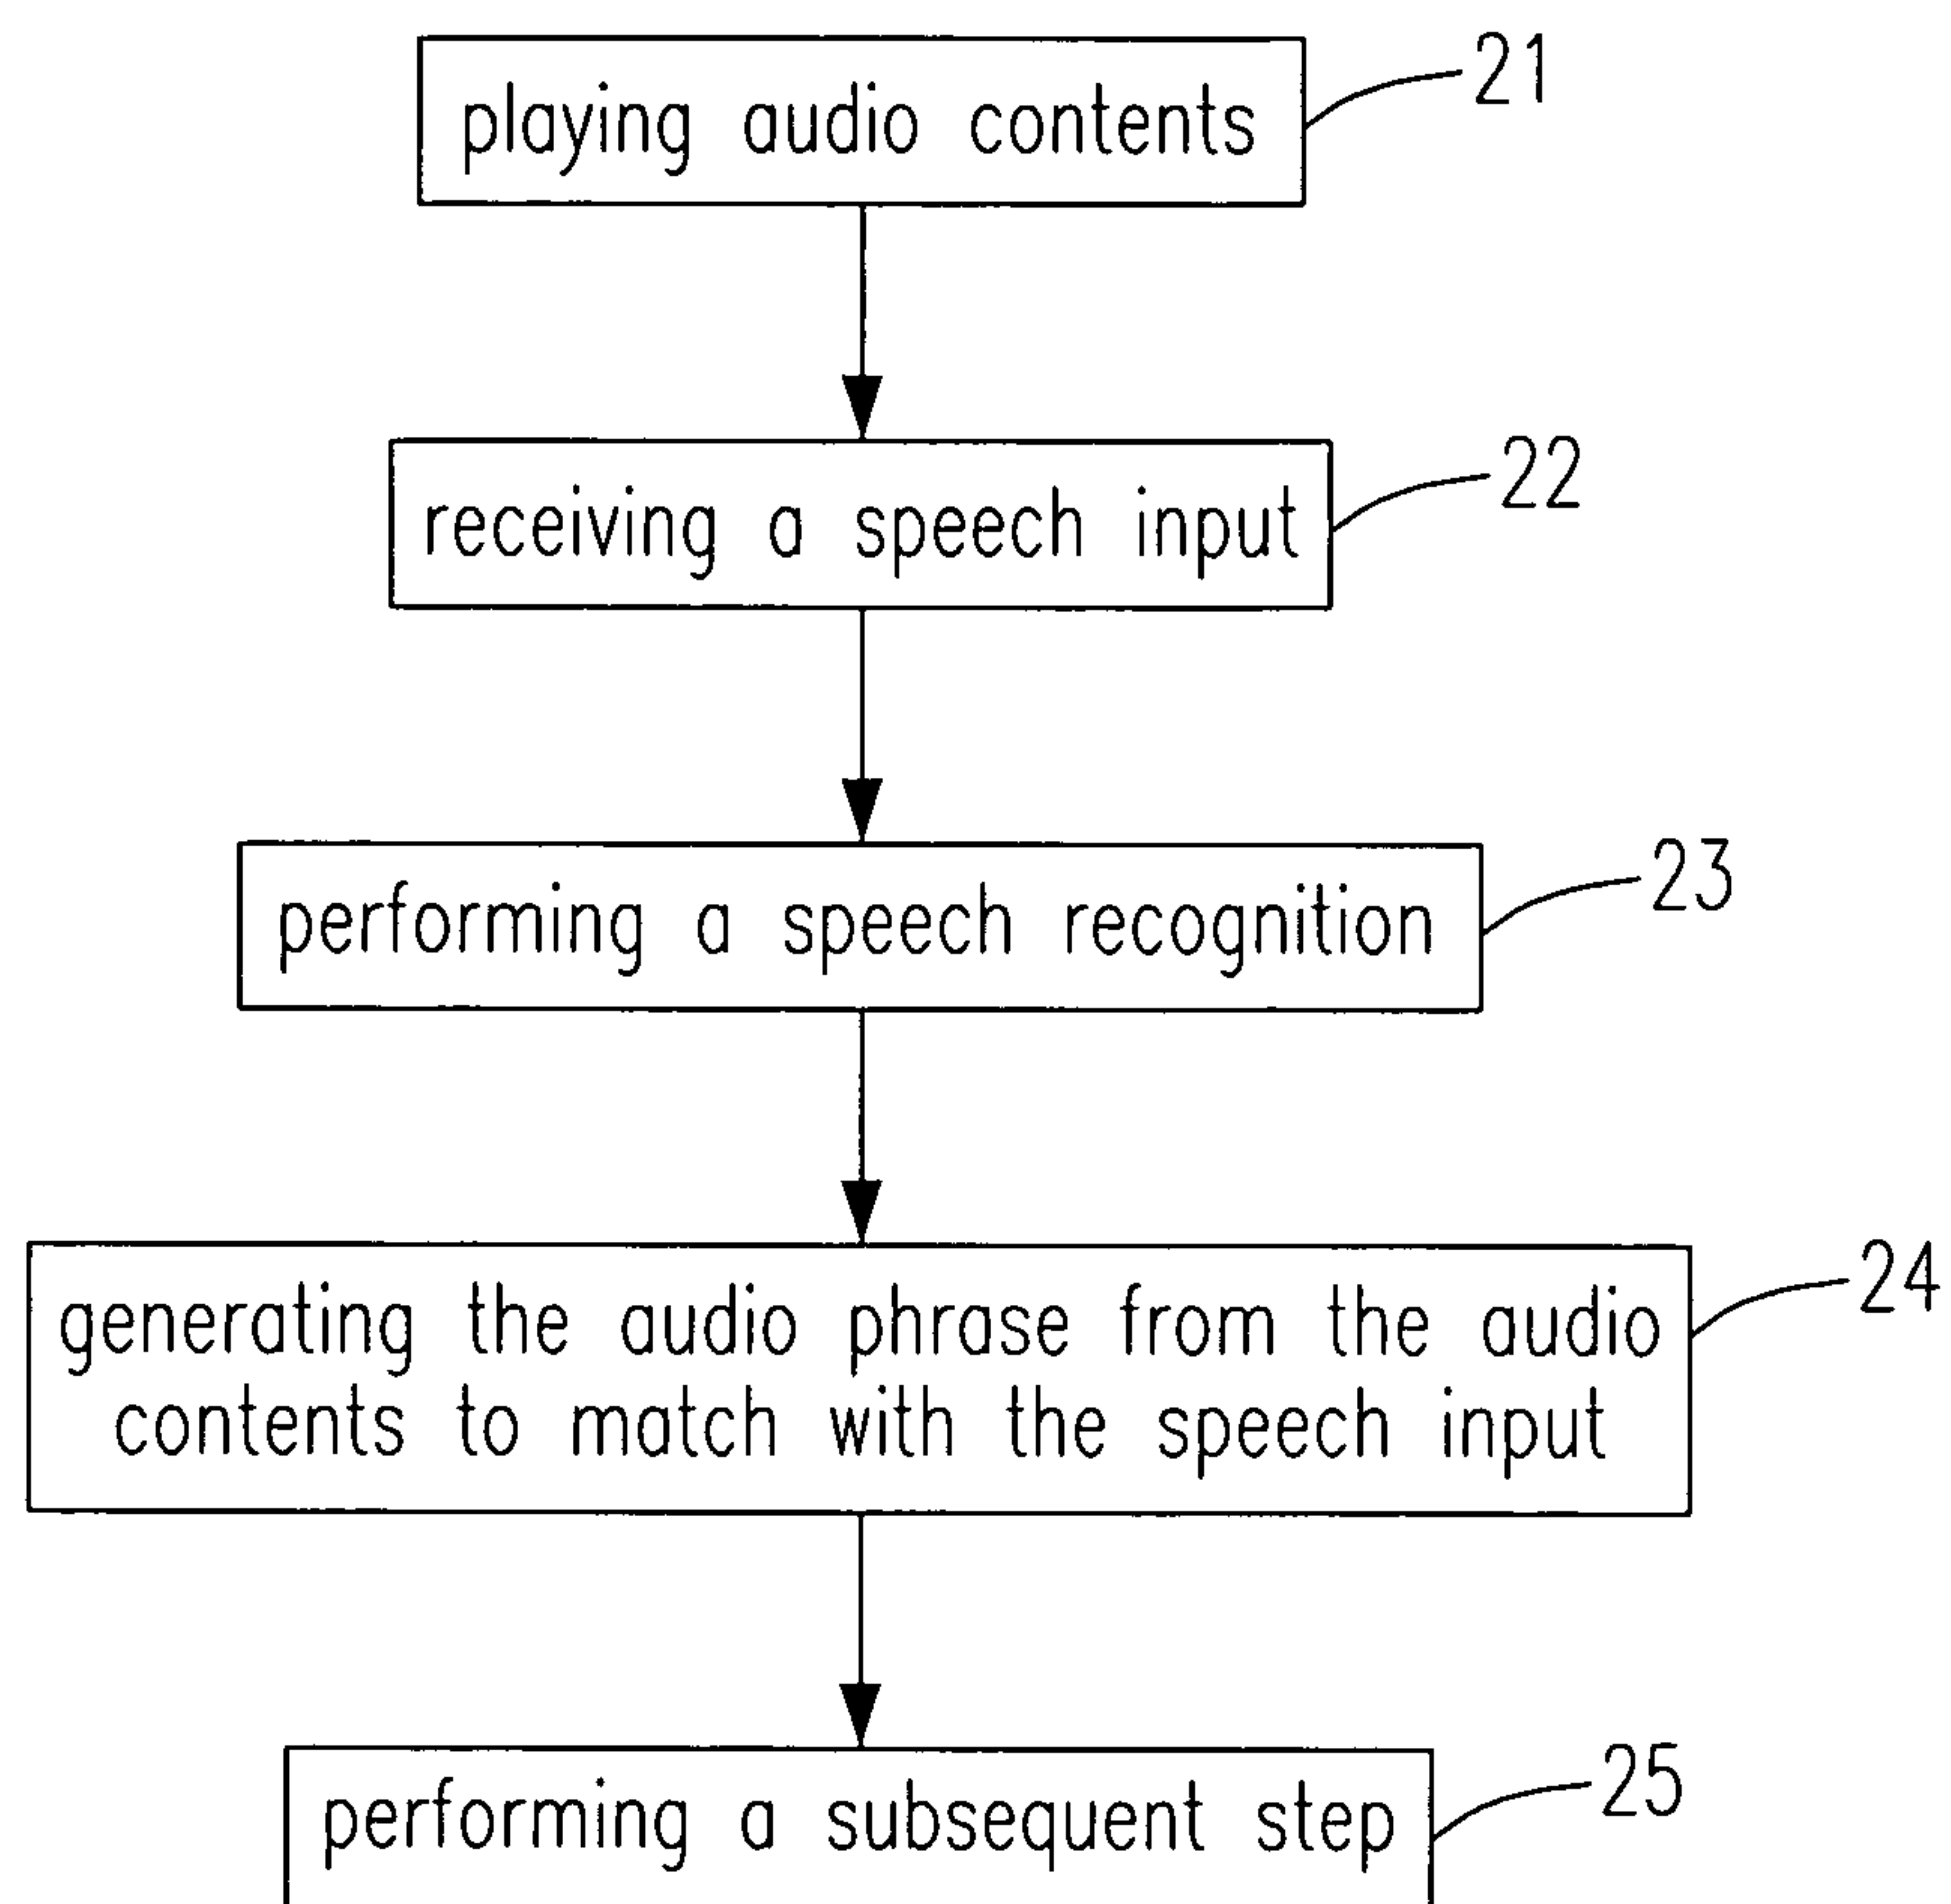 playing audio contents
21
receiving a speech input
22
performing a speech recognition
23
generating the audio phrase from the audio
contents to match with the speech input
24
performing a subsequent step
25